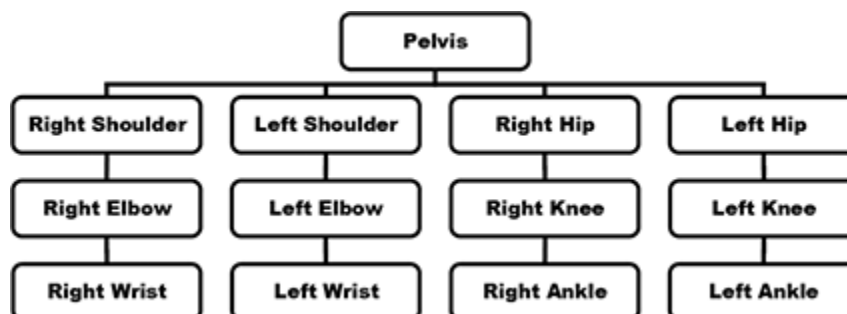 Pelvis
Right Shoulder Left Shoulder Right Hip Left Hip
Right Elbow Left Elbow Right Knee Left Knee
Right Wrist Left Wrist Right Ankle Left Ankle